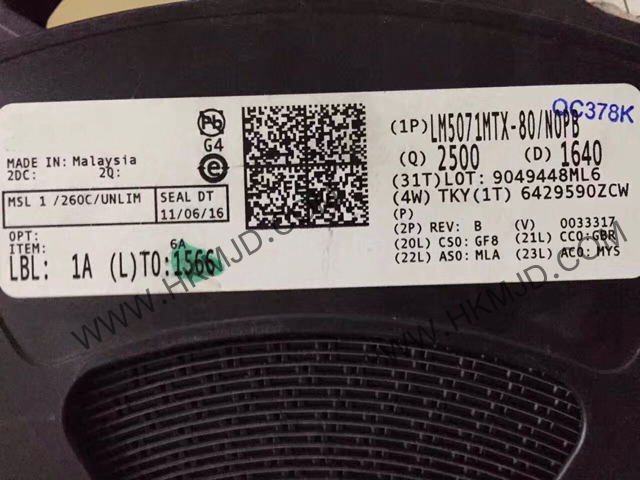 QC378K
Pb
G4
e
(1P)LM5071MTX-80/NOPB
(Q) 2500 (D) 1640
(31T)LOT: 9049448ML6
(4W) TKY(1T) 6429590ZCW
(P)
(2P) REV: B (V) 0033317
(20L) CSO: GF8 (21L) CCO:GBR
(22L) ASO: MLA (23L) ACO: MYS
MADE IN: Malaysia
2DC: 2Q:
MSL 1 /260C/UNLIM
SEAL DT
11/06/16
OPT:
ITEM:
6A
LBL: 1A (L)TO:1566
WWW.HKMJD.COM
WWW.HKMJD.COM